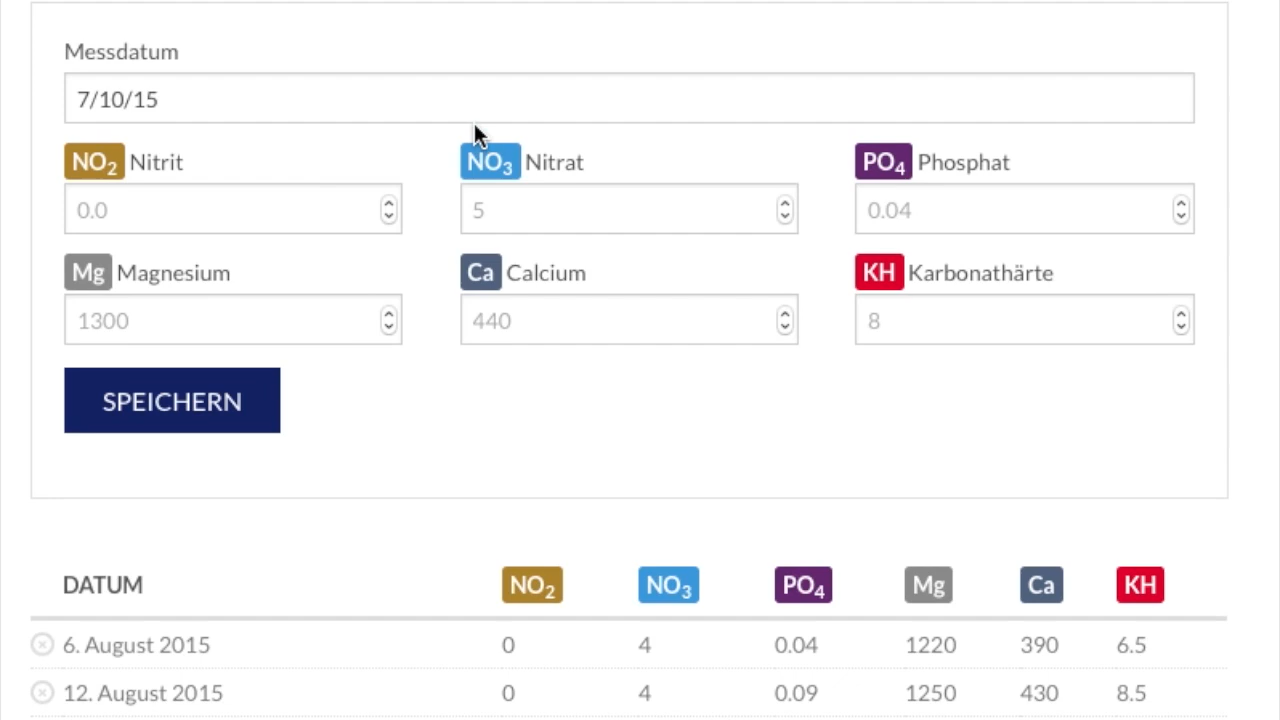 Messdatum
7/10/15
NO₂ Nitrit NO₃ Nitrat PO₄ Phosphat
0.0 5 0.04
Mg Magnesium Ca Calcium KH Karbonathärte
1300 440 8
SPEICHERN
DATUM NO₂ NO₃ PO₄ Mg Ca KH
6. August 2015 0 4 0.04 1220 390 6.5
12. August 2015 0 4 0.09 1250 430 8.5